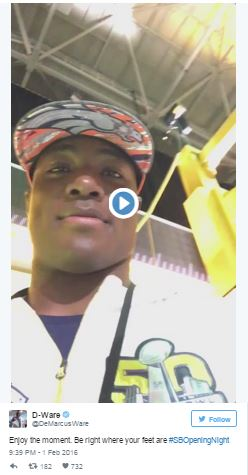 50
D-Ware
@DeMarcusWare
Follow
Enjoy the moment. Be right where your feet are #SBOpeningNight
9:39 PM - 1 Feb 2016
182 732